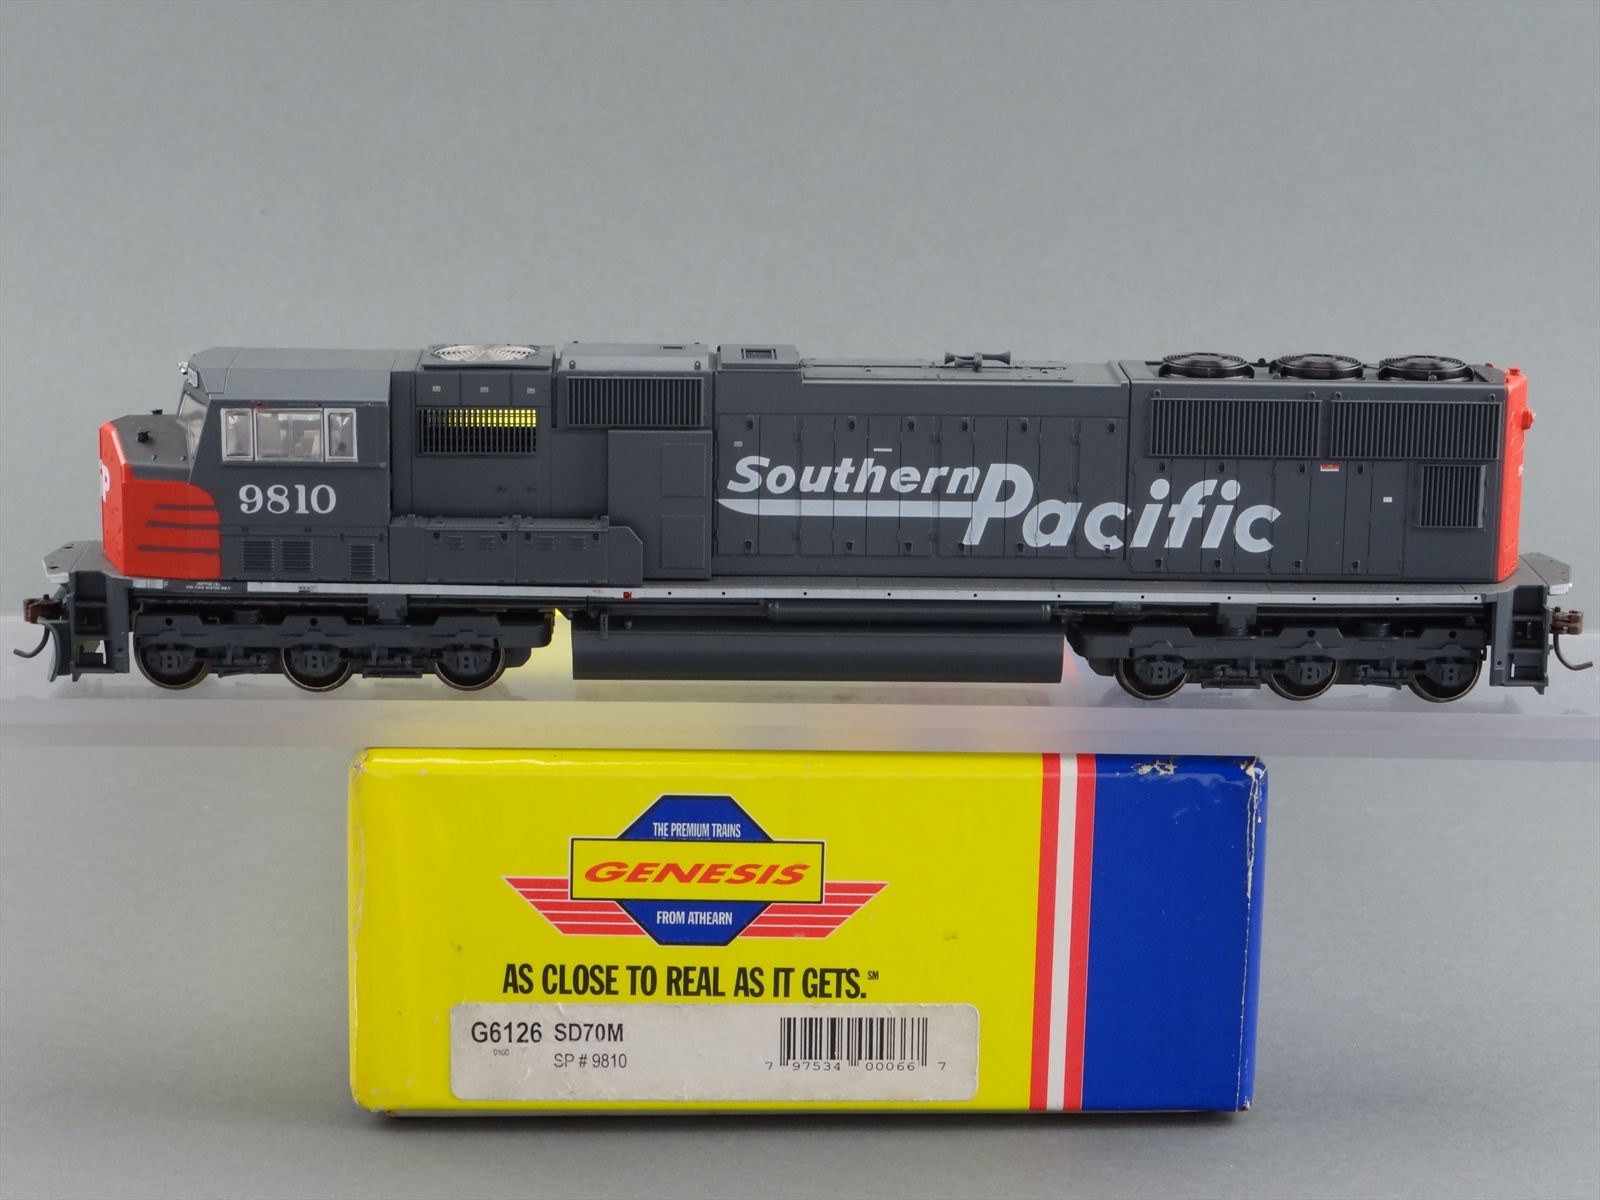 9810
Southern
Pacific
THE PREMIUM TRAINS
GENESIS
FROM ATHEARN
AS CLOSE TO REAL AS IT GETS.℠
G6126 SD70M
0100
SP # 9810
7 97534 00066 7